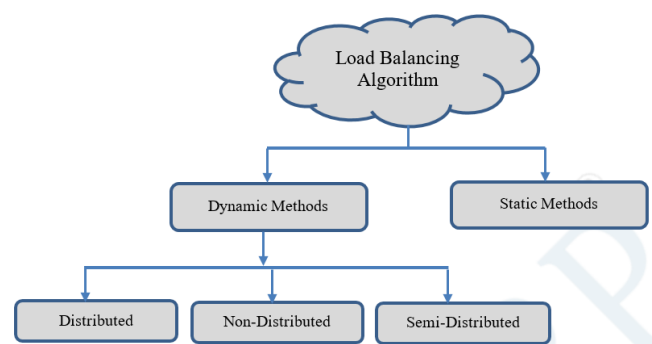 Load Balancing
Algorithm
Dynamic Methods
Static Methods
Distributed
Non-Distributed
Semi-Distributed